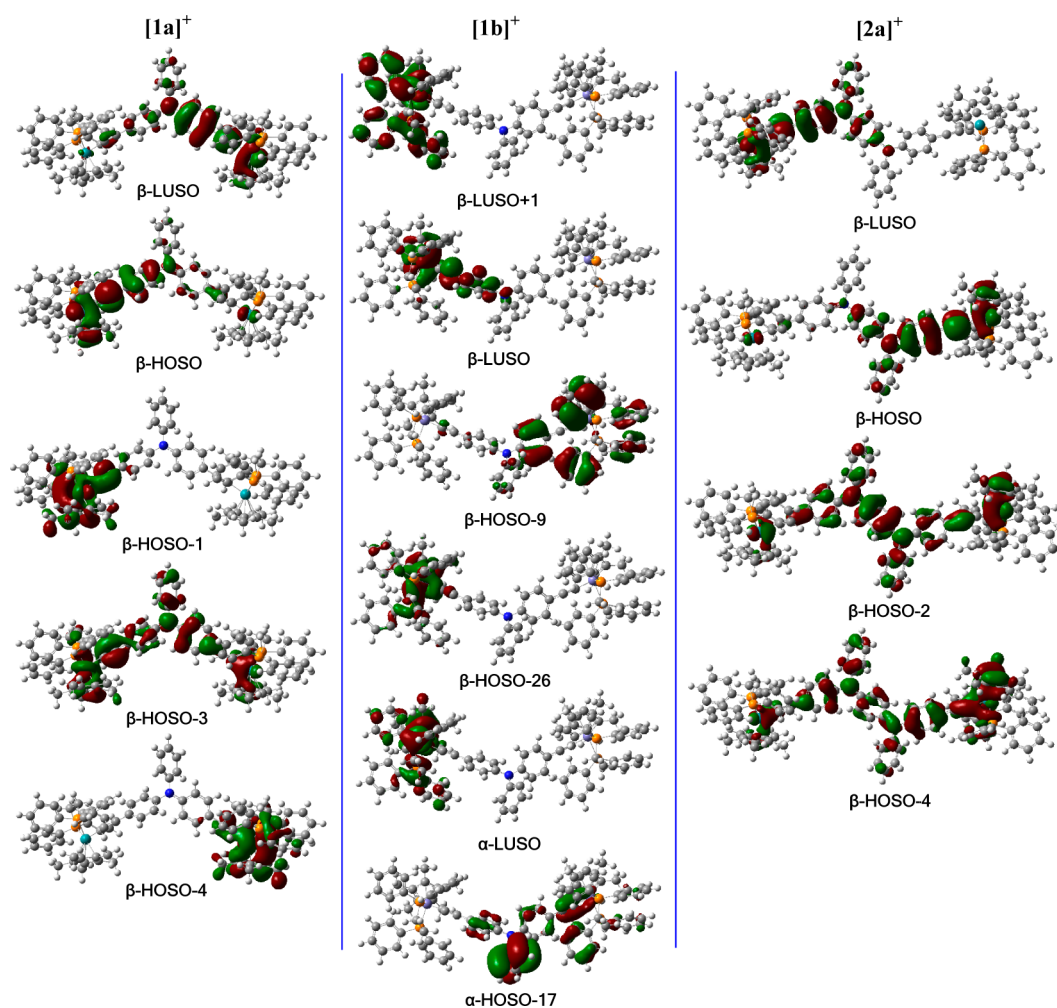 [1a]+
β-LUSO
β-HOSO
β-HOSO-1
β-HOSO-3
β-HOSO-4
[1b]+
β-LUSO+1
β-LUSO
β-HOSO-9
β-HOSO-26
α-LUSO
α-HOSO-17
[2a]+
β-LUSO
β-HOSO
β-HOSO-2
β-HOSO-4